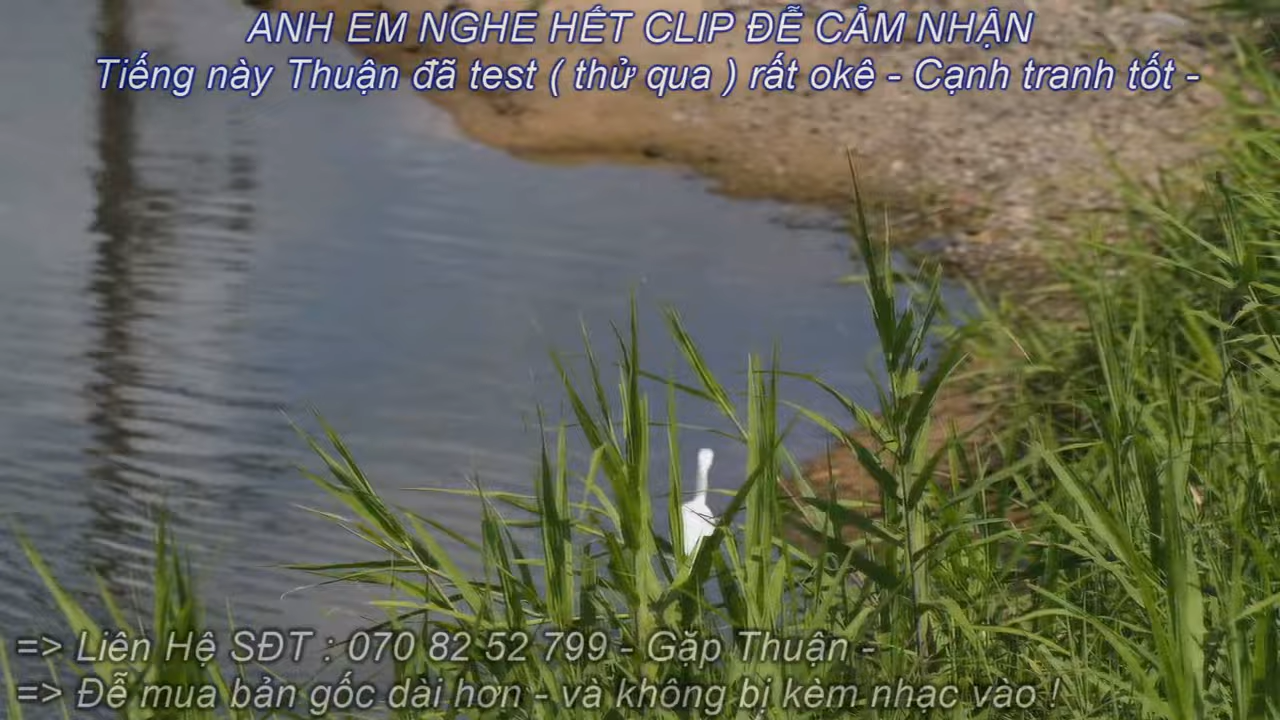 ANH EM NGHE HẾT CLIP ĐỄ CẢM NHẬN
Tiếng này Thuận đã test ( thử qua ) rất okê - Cạnh tranh tốt -
=> Liên Hệ SĐT : 070 82 52 799 - Gặp Thuận -
=> Đễ mua bản gốc dài hơn - và không bị kèm nhạc vào !